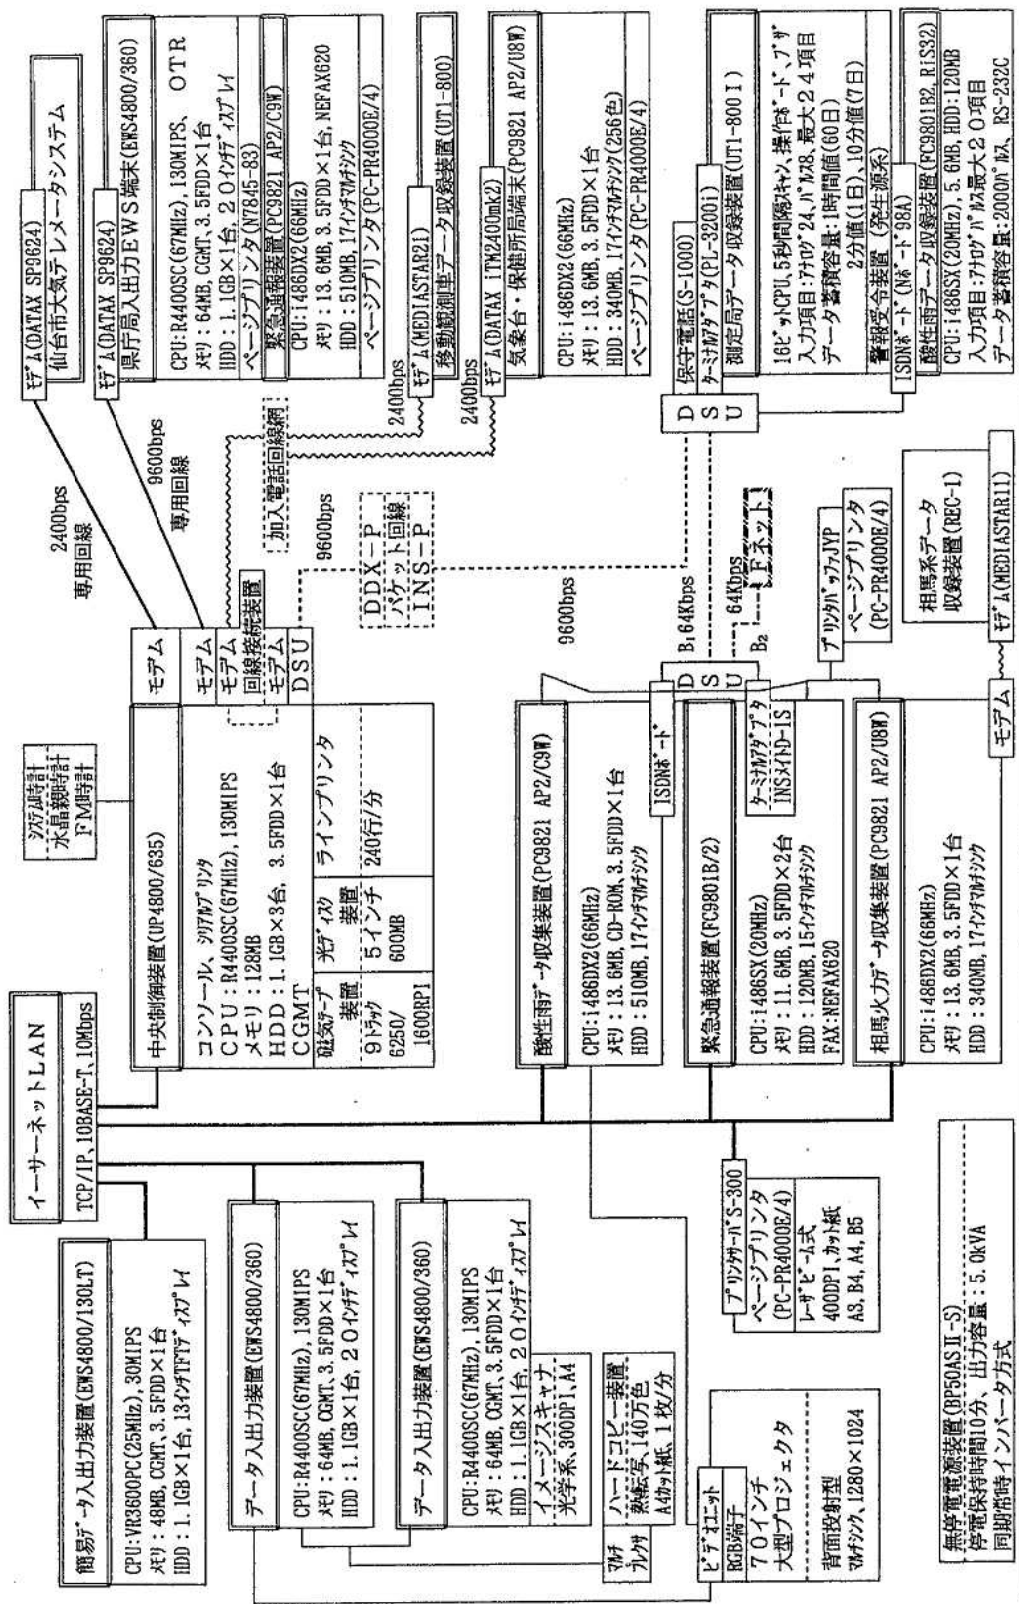 イーサーネットLAN
TCP/IP、10BASE-T、10Mbps
簡易データ入出力装置(EWS4800/130LT)
CPU:VR3600PC(25MHz),30MIPS
メモリ:48MB,CGMT,3.5FDD×1台
HDD:1.1GB×1台,13インチTFTディスプレイ
データ入出力装置(EWS4800/360)
CPU:R4400SC(67MHz),130MIPS
メモリ:64MB,CGMT,3.5FDD×1台
HDD:1.1GB×1台,20インチディスプレイ
データ入出力装置(EWS4800/360)
CPU:R4400SC(67MHz),130MIPS
メモリ:64MB,CGMT,3.5FDD×1台
HDD:1.1GB×1台,20インチディスプレイ
イメージスキャナ
光学系,300DPI,A4
マルチ
プレクサ
ハードコピー装置
熱転写,140万色
A4カット紙,1枚/分
ビデオユニット
RGB端子
70インチ
大型プロジェクタ
背面投射型
マルチシンク,1280×1024
プリンタサーバS-300
ページプリンタ
(PC-PR4000E/4)
レーザビーム式
400DPI,カット紙
A3,B4,A4,B5
無停電電源装置(BP50ASII-S)
停電保持時間10分、出力容量:5.0kVA
同期常時インバータ方式
システム時計
水晶親時計
FM時計
中央制御装置(UP4800/635)
コンソール、シリアルプリンタ
CPU:R4400SC(67MHz),130MIPS
メモリ:128MB
HDD:1.1GB×3台,3.5FDD×1台
CGMT
磁気テープ
装置
9トラック
6250/
1600RPI
光ディスク
装置
5インチ
600MB
ラインプリンタ
240行/分
モデム
モデム
モデム
回線接続装置
モデム
DSU
酸性雨データ収集装置(PC9821 AP2/C9W)
CPU:i486DX2(66MHz)
メモリ:13.6MB,CD-ROM,3.5FDD×1台
HDD:510MB,17インチマルチシンク
ISDNボード
緊急通報装置(FC9801B/2)
CPU:i486SX(20MHz)
メモリ:11.6MB,3.5FDD×2台
HDD:120MB,15インチマルチシンク
FAX:NEFAX620
ターミナルアダプタ
INSメイトD-1S
DSU
相馬火力データ収集装置(PC9821 AP2/U8W)
CPU:i486DX2(66MHz)
メモリ:13.6MB,3.5FDD×1台
HDD:340MB,17インチマルチシンク
モデム
プリンタバッファJYP
ページプリンタ
(PC-PR4000E/4)
相馬系データ
収録装置(REC-1)
モデム(MEDIASTAR11)
2400bps
専用回線
9600bps
専用回線
加入電話回線網
2400bps
2400bps
9600bps
DDX-P
パケット回線
INS-P
9600bps
B₁64Kbps
B₂
64Kbps
Fネット
モデム(DATAX SP9624)
仙台市大気テレメータシステム
モデム(DATAX SP9624)
県庁局入出力EWS端末(EWS4800/360)
CPU:R4400SC(67MHz),130MIPS、OTR
メモリ:64MB,CGMT,3.5FDD×1台
HDD:1.1GB×1台,20インチディスプレイ
ページプリンタ(N7845-83)
緊急通報装置(PC9821 AP2/C9W)
CPU:i486DX2(66MHz)
メモリ:13.6MB,3.5FDD×1台,NEFAX620
HDD:510MB,17インチマルチシンク
ページプリンタ(PC-PR4000E/4)
モデム(MEDIASTAR21)
移動観測車データ収録装置(UT1-800)
モデム(DATAX ITM2400mk2)
気象台・保健所局端末(PC9821 AP2/U8W)
CPU:i486DX2(66MHz)
メモリ:13.6MB,3.5FDD×1台
HDD:340MB,17インチマルチシンク(256色)
ページプリンタ(PC-PR4000E/4)
DSU
保守電話(S-1000)
ターミナルアダプタ(PL-3200i)
測定局データ収録装置(UT1-800I)
16ビットCPU,5秒間隔スキャン,操作ボード,ブザ
入力項目:アナログ24,パルス8,最大24項目
データ蓄積容量:1時間値(60日)
2分値(1日),10分値(7日)
警報受令装置(発生源系)
ISDNボード(Nボード98A)
酸性雨データ収録装置(FC9801B2,RiS32)
CPU:i486SX(20MHz),5.6MB,HDD:120MB
入力項目:アナログ/パルス最大20項目
データ蓄積容量:2000パルス,RS-232C